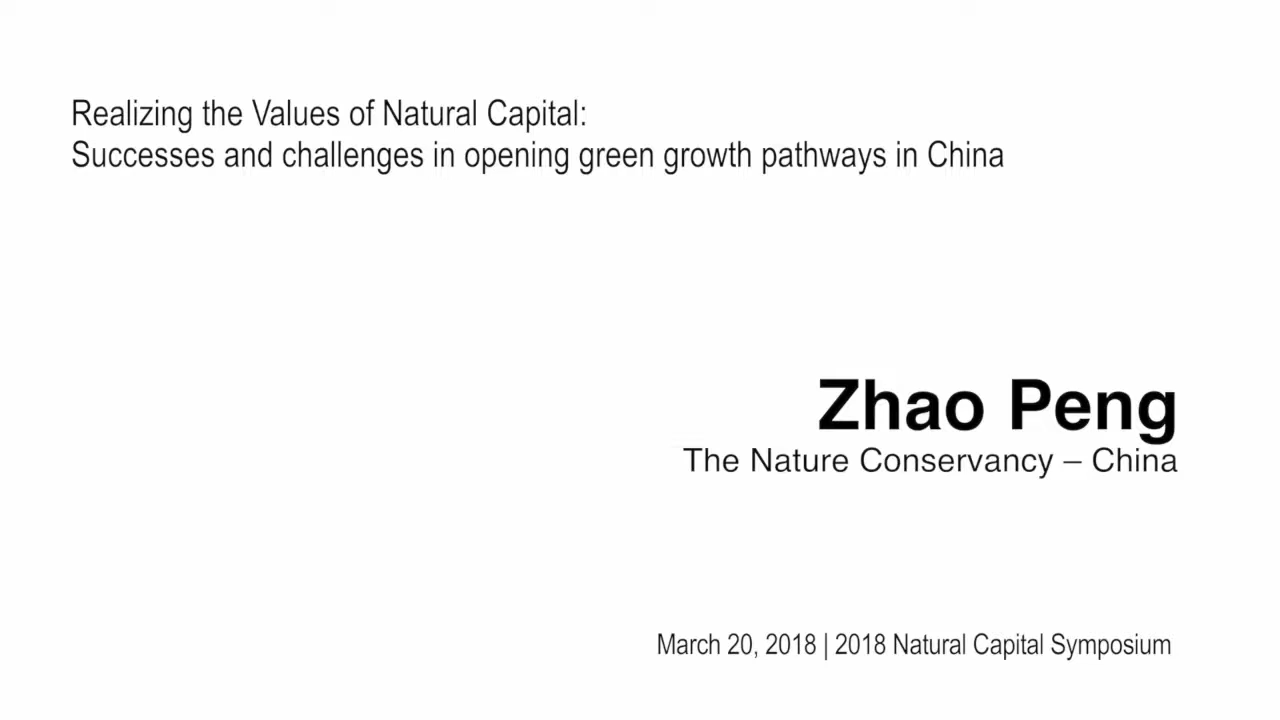 Realizing the Values of Natural Capital:
Successes and challenges in opening green growth pathways in China
Zhao Peng
The Nature Conservancy – China
March 20, 2018 | 2018 Natural Capital Symposium